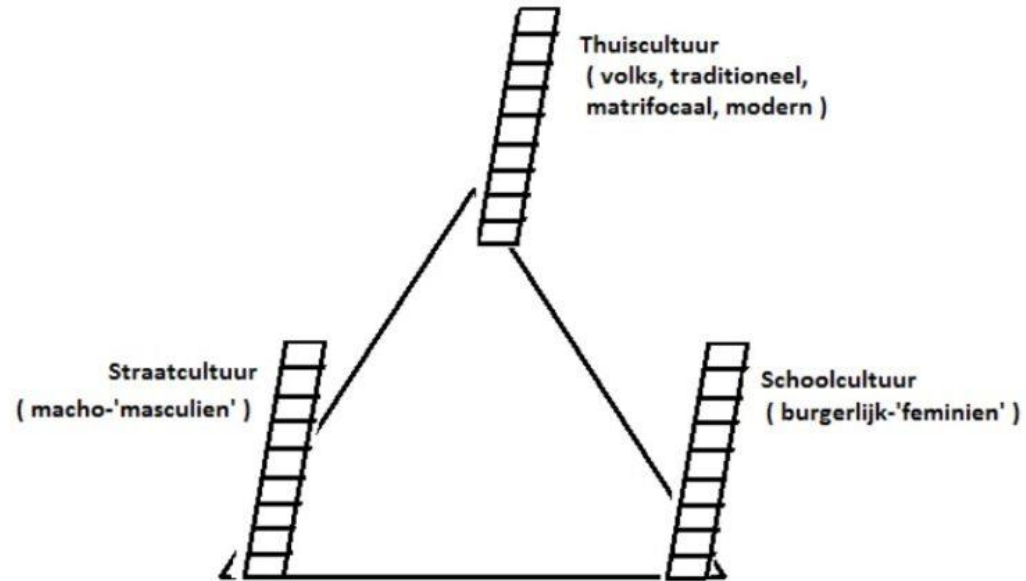 Thuiscultuur
( volks, traditioneel,
matrifocaal, modern )
Straatcultuur
( macho-'masculien' )
Schoolcultuur
( burgerlijk-'feminien' )